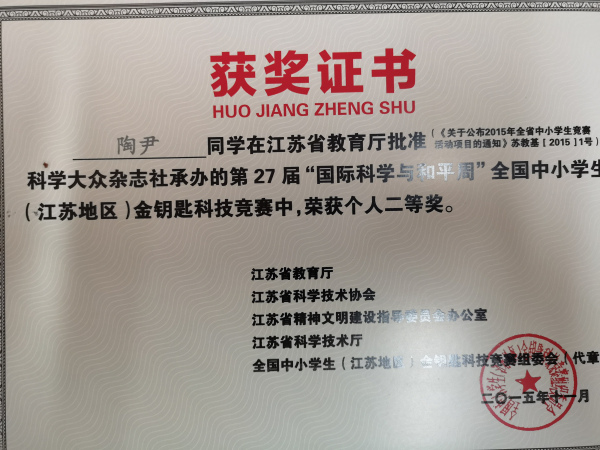 获奖证书
HUO JIANG ZHENG SHU
陶尹 同学在江苏省教育厅批准(《关于公布2015年全省中小学生竞赛活动项目的通知》苏教基[2015]1号)
科学大众杂志社承办的第27届“国际科学与和平周”全国中小学生
(江苏地区)金钥匙科技竞赛中,荣获个人二等奖。
江苏省教育厅
江苏省科学技术协会
江苏省精神文明建设指导委员会办公室
江苏省科学技术厅
全国中小学生(江苏地区)金钥匙科技竞赛组委会(代章
二〇一五年十一月